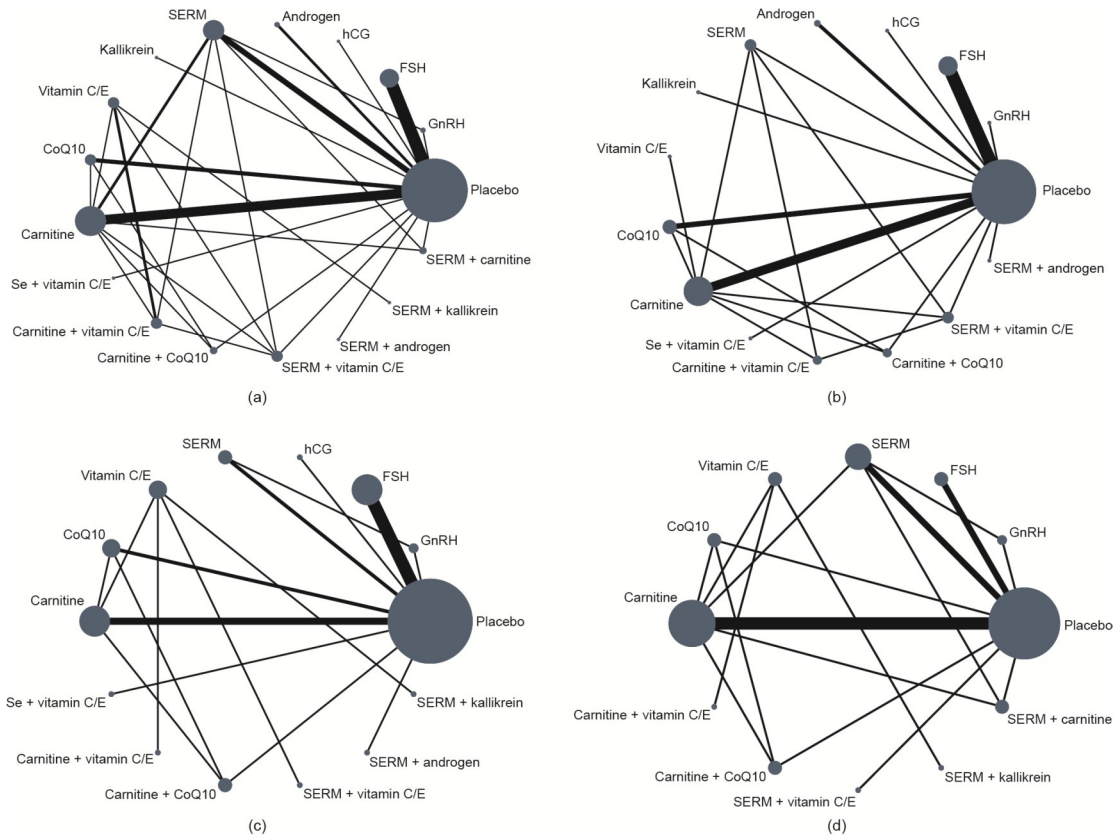 Androgen
SERM
hCG
Kallikrein
FSH
Vitamin C/E
GnRH
CoQ10
Placebo
Carnitine
SERM + carnitine
Se + vitamin C/E
SERM + kallikrein
Carnitine + vitamin C/E
SERM + androgen
Carnitine + CoQ10
SERM + vitamin C/E
(a)
Androgen
hCG
SERM
FSH
Kallikrein
GnRH
Vitamin C/E
Placebo
CoQ10
Carnitine
SERM + androgen
SERM + vitamin C/E
Se + vitamin C/E
Carnitine + CoQ10
Carnitine + vitamin C/E
(b)
SERM
hCG
Vitamin C/E
FSH
CoQ10
GnRH
Carnitine
Placebo
Se + vitamin C/E
SERM + kallikrein
Carnitine + vitamin C/E
SERM + androgen
Carnitine + CoQ10
SERM + vitamin C/E
(c)
SERM
Vitamin C/E
FSH
CoQ10
GnRH
Carnitine
Placebo
Carnitine + vitamin C/E
SERM + carnitine
Carnitine + CoQ10
SERM + kallikrein
SERM + vitamin C/E
(d)